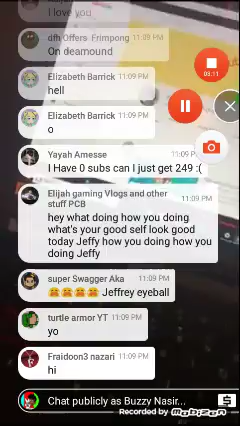 I love you
dfh Offers Frimpong 11:09 PM
On deamound
Elizabeth Barrick 11:09 PM
hell
Elizabeth Barrick 11:09 PM
o
Yayah Amesse 11:09 P
I Have 0 subs can I just get 249 :(
Elijah gaming Vlogs and other
stuff PCB 11:09 PM
hey what doing how you doing
what's your good self look good
today Jeffy how you doing how you
doing Jeffy
super Swagger Aka 11:09 PM
Jeffrey eyeball
turtle armor YT 11:09 PM
yo
Fraidoon3 nazari 11:09 PM
hi
Chat publicly as Buzzy Nasir...
Recorded by MOBIZEN
03:11